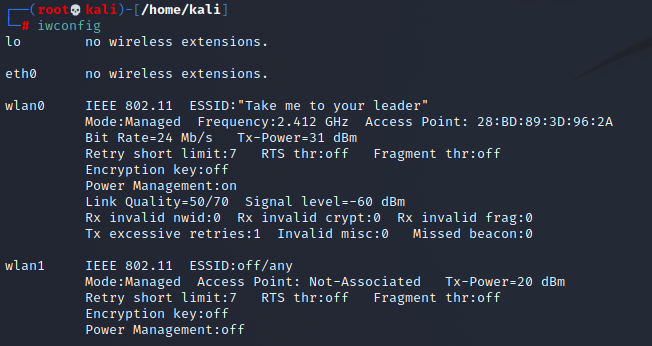 ┌──(root💀kali)-[/home/kali]
└─# iwconfig
lo        no wireless extensions.
eth0      no wireless extensions.
wlan0     IEEE 802.11  ESSID:"Take me to your leader"
          Mode:Managed  Frequency:2.412 GHz  Access Point: 28:BD:89:3D:96:2A
          Bit Rate=24 Mb/s   Tx-Power=31 dBm
          Retry short limit:7   RTS thr:off   Fragment thr:off
          Encryption key:off
          Power Management:on
          Link Quality=50/70  Signal level=-60 dBm
          Rx invalid nwid:0  Rx invalid crypt:0  Rx invalid frag:0
          Tx excessive retries:1  Invalid misc:0   Missed beacon:0
wlan1     IEEE 802.11  ESSID:off/any
          Mode:Managed  Access Point: Not-Associated   Tx-Power=20 dBm
          Retry short limit:7   RTS thr:off   Fragment thr:off
          Encryption key:off
          Power Management:off